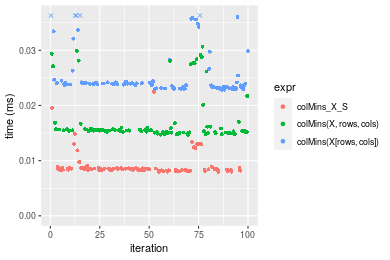 time (ms)
0.03
0.02
0.01
0.00
0
25
50
75
100
iteration
expr
colMins_X_S
colMins(X, rows, cols)
colMins(X[rows, cols])